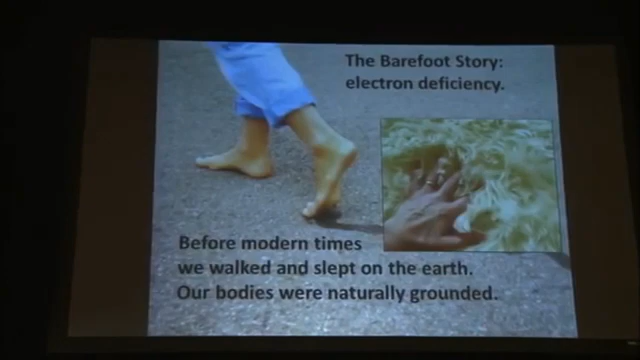 The Barefoot Story:
electron deficiency.
Before modern times
we walked and slept on the earth.
Our bodies were naturally grounded.